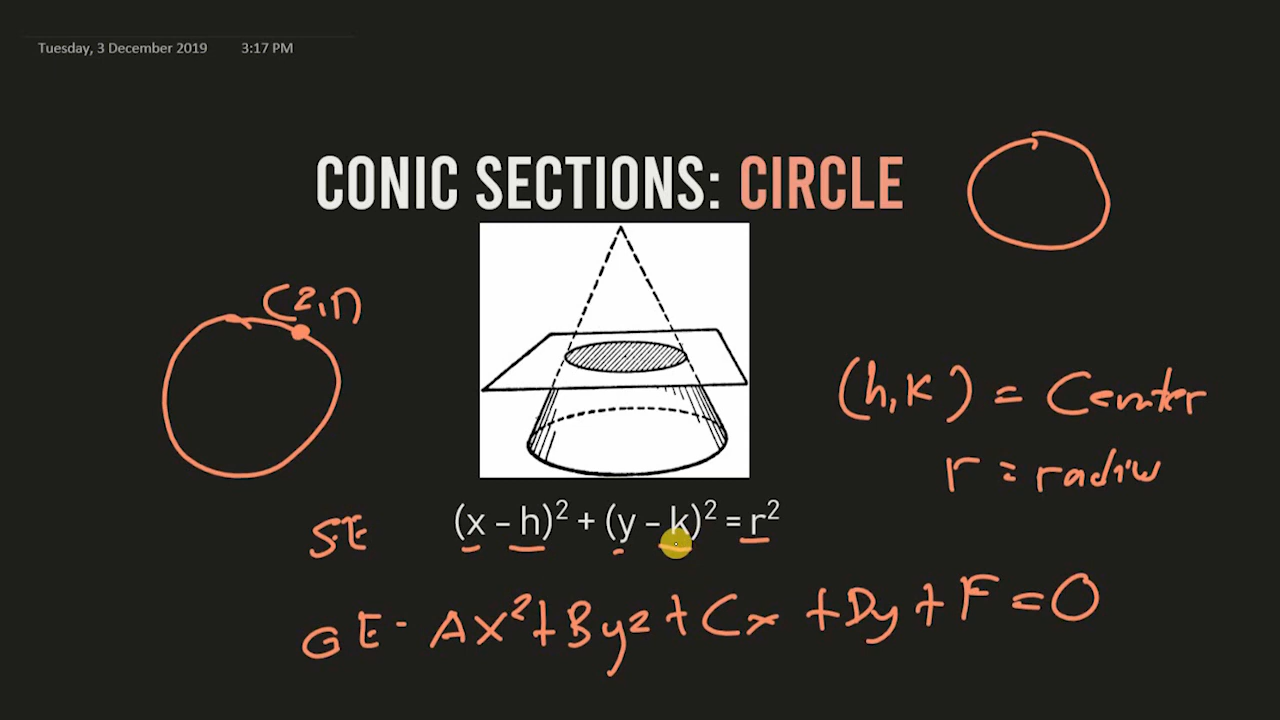 Tuesday, 3 December 2019 3:17 PM
CONIC SECTIONS: CIRCLE
(2,1)
(h,k) = Center
r = radius
SE (x – h)² + (y – k)² = r²
GE - Ax² + By² + Cx + Dy + F = 0